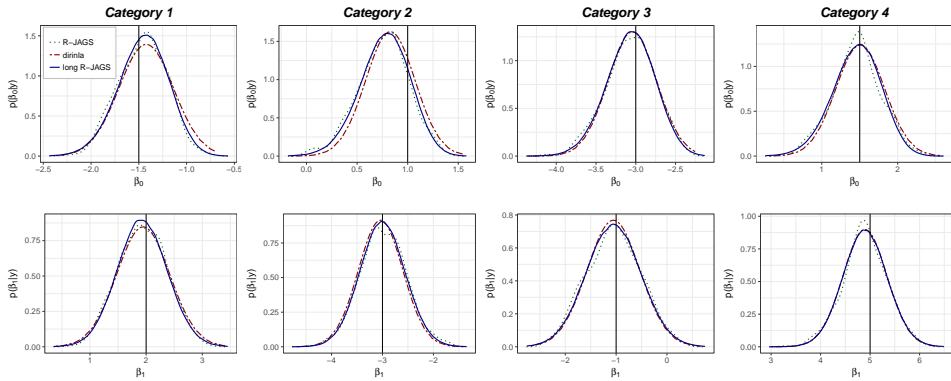 Category 1
Category 2
Category 3
Category 4
R-JAGS
dirinla
long R-JAGS
p(β₀|y)
1.5
1.0
0.5
0.0
-2.5
-2.0
-1.5
-1.0
-0.5
β₀
p(β₀|y)
1.5
1.0
0.5
0.0
0.0
0.5
1.0
1.5
β₀
p(β₀|y)
1.25
1.00
0.75
0.50
0.25
0.00
-4.0
-3.5
-3.0
-2.5
β₀
p(β₀|y)
1.0
0.5
0.0
1
2
β₀
p(β₁|y)
0.75
0.50
0.25
0.00
1
2
3
β₁
p(β₁|y)
0.75
0.50
0.25
0.00
-4
-3
-2
β₁
p(β₁|y)
0.8
0.6
0.4
0.2
0.0
-2
-1
0
β₁
p(β₁|y)
0.75
0.50
0.25
0.00
3
4
5
6
β₁